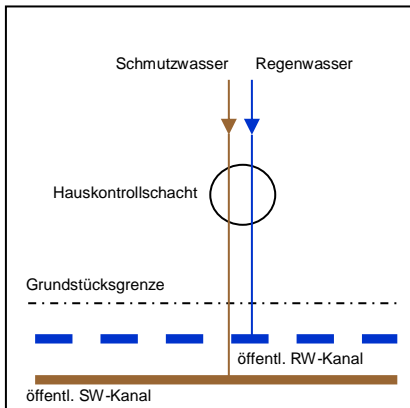 Schmutzwasser Regenwasser
Hauskontrollschacht
Grundstücksgrenze
öffentl. RW-Kanal
öffentl. SW-Kanal